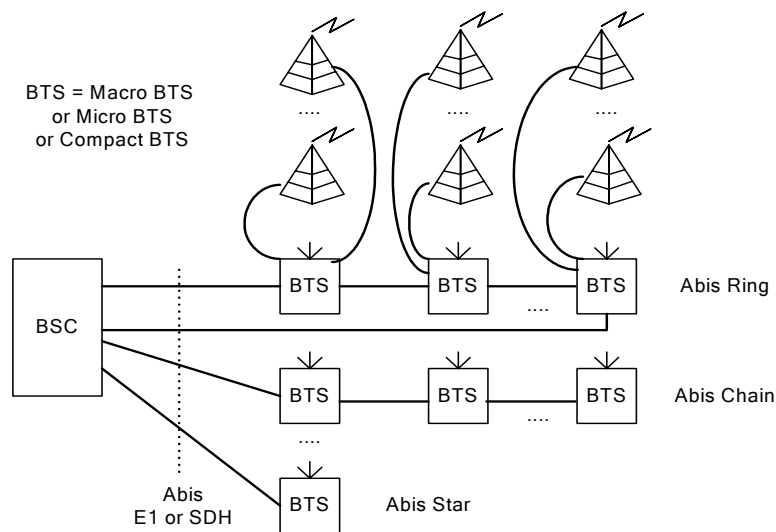 BTS = Macro BTS
or Micro BTS
or Compact BTS
.... .... ....
BSC
BTS BTS .... BTS Abis Ring
BTS BTS .... BTS Abis Chain
....
BTS Abis Star
Abis
E1 or SDH